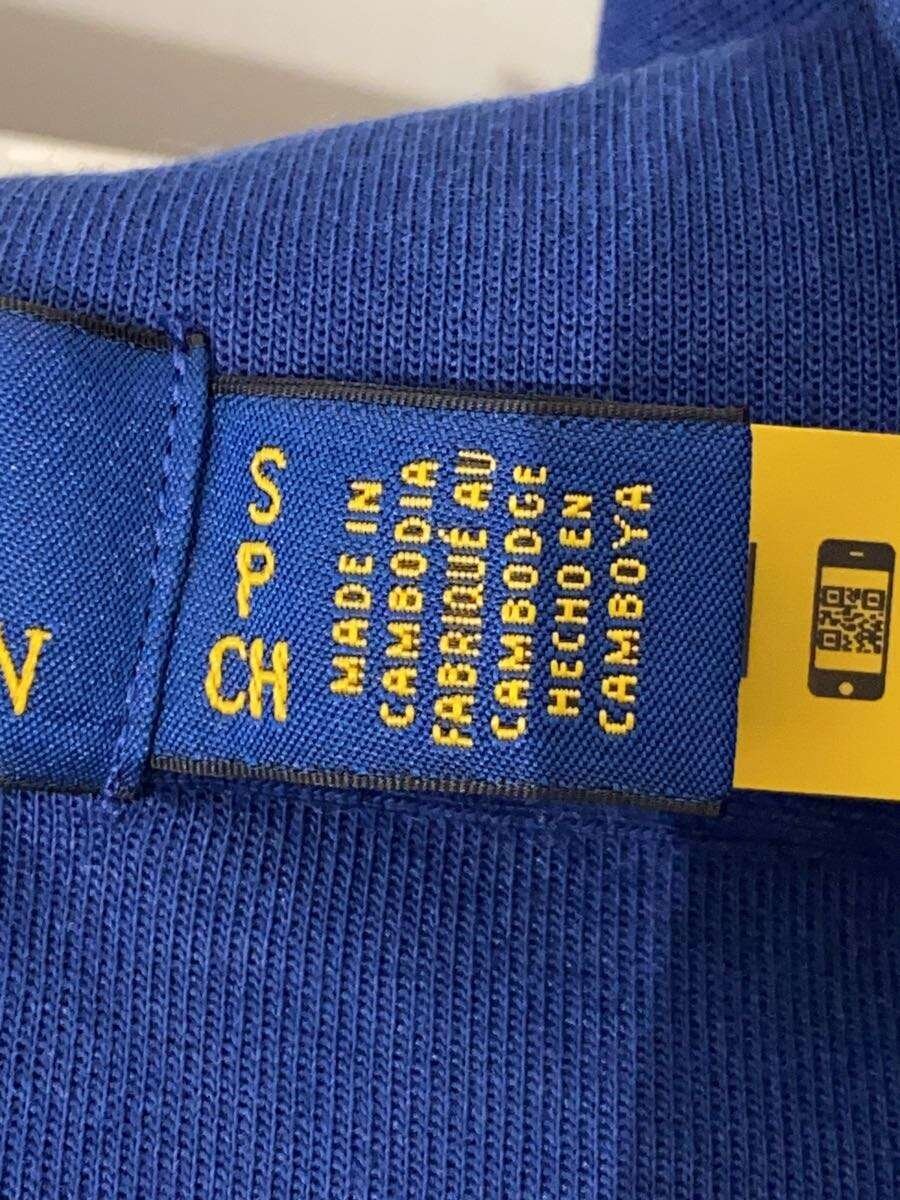 S
P
CH
MADE IN
CAMBODIA
FABRIQUÉ AU
CAMBODGE
HECHO EN
CAMBOYA